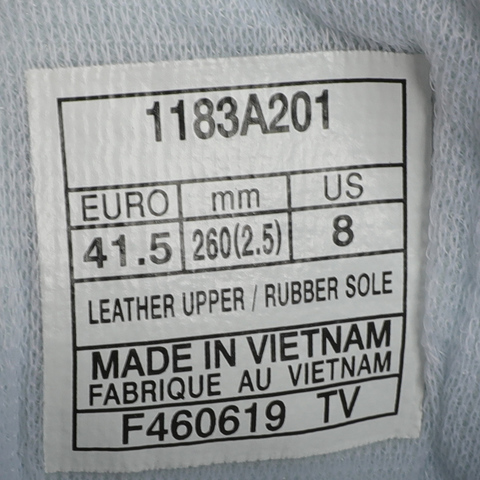 1183A201
EURO mm US
41.5 260(2.5) 8
LEATHER UPPER / RUBBER SOLE
MADE IN VIETNAM
FABRIQUE AU VIETNAM
F460619 TV